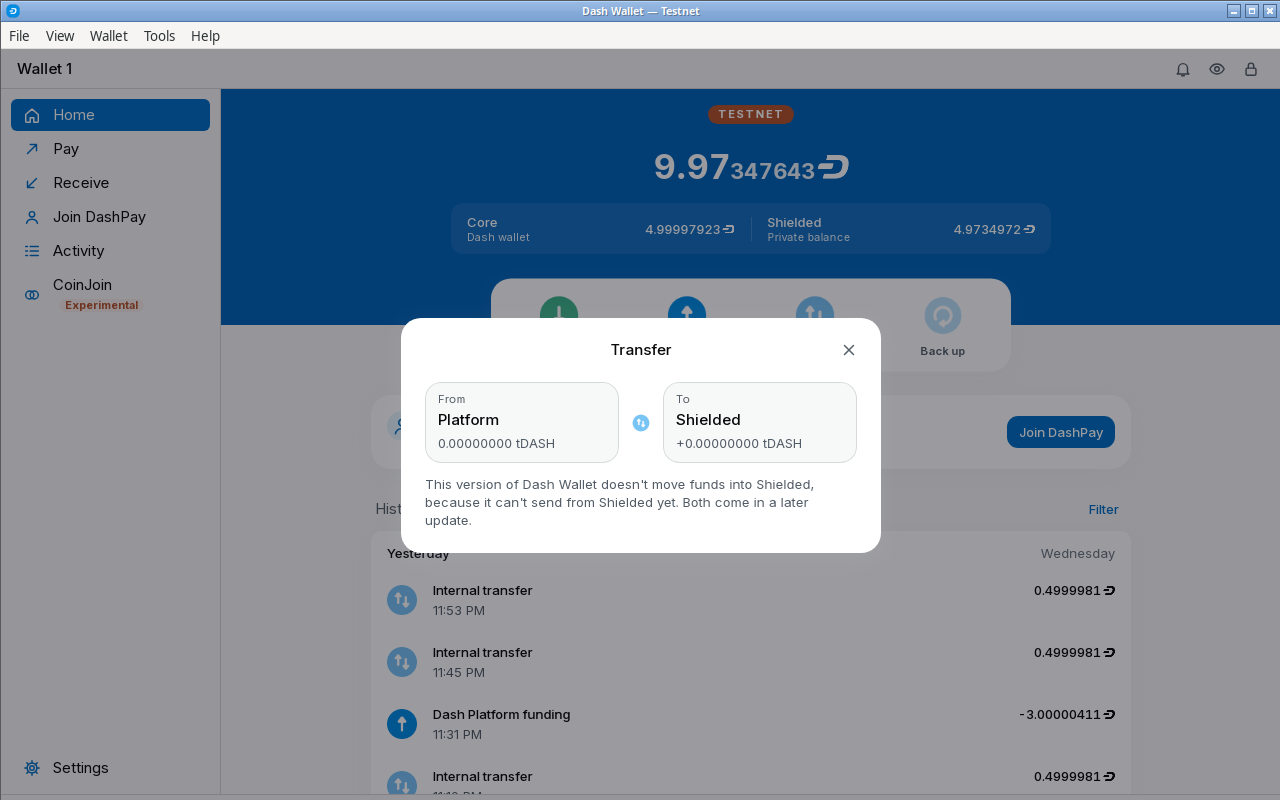 Dash Wallet — Testnet
File View Wallet Tools Help
Wallet 1
Home
Pay
Receive
Join DashPay
Activity
CoinJoin
Experimental
Settings
TESTNET
9.97347643
Core
Dash wallet
4.99997923
Shielded
Private balance
4.9734972
Back up
Transfer
From
Platform
0.00000000 tDASH
To
Shielded
+0.00000000 tDASH
This version of Dash Wallet doesn't move funds into Shielded,
because it can't send from Shielded yet. Both come in a later
update.
Join DashPay
Filter
Yesterday
Wednesday
Internal transfer
0.4999981
11:53 PM
Internal transfer
0.4999981
11:45 PM
Dash Platform funding
-3.00000411
11:31 PM
Internal transfer
0.4999981